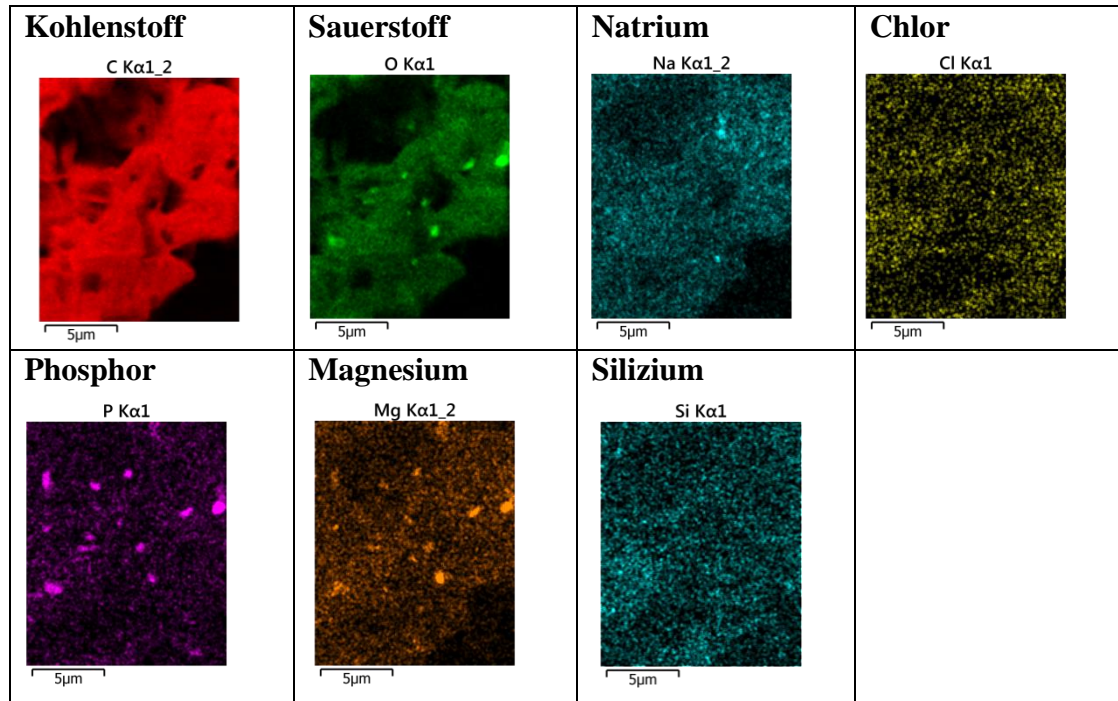 Kohlenstoff
C Kα1_2
5µm
Sauerstoff
O Kα1
5µm
Natrium
Na Kα1_2
5µm
Chlor
Cl Kα1
5µm
Phosphor
P Kα1
5µm
Magnesium
Mg Kα1_2
5µm
Silizium
Si Kα1
5µm